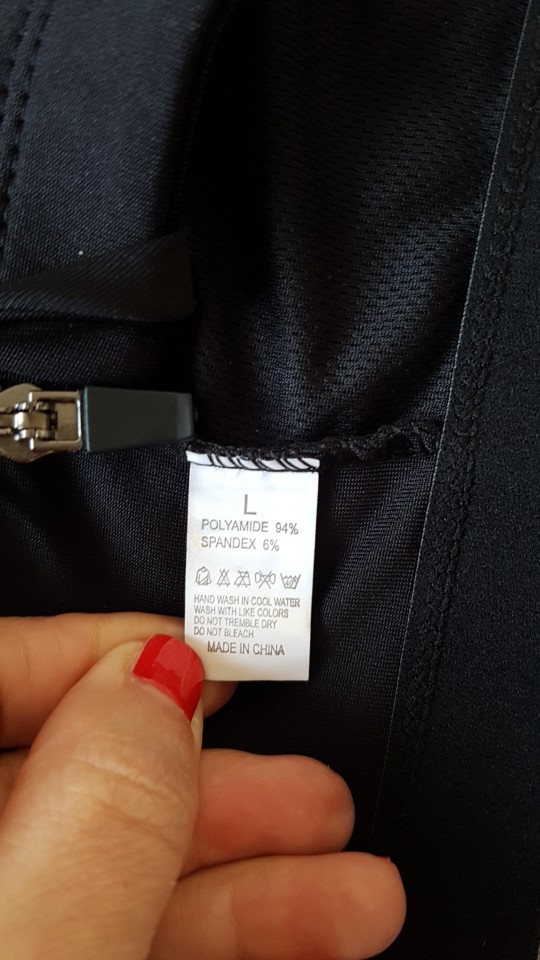 L
POLYAMIDE 94%
SPANDEX 6%
HAND WASH IN COOL WATER
WASH WITH LIKE COLORS
DO NOT TREMBLE DRY
DO NOT BLEACH
MADE IN CHINA